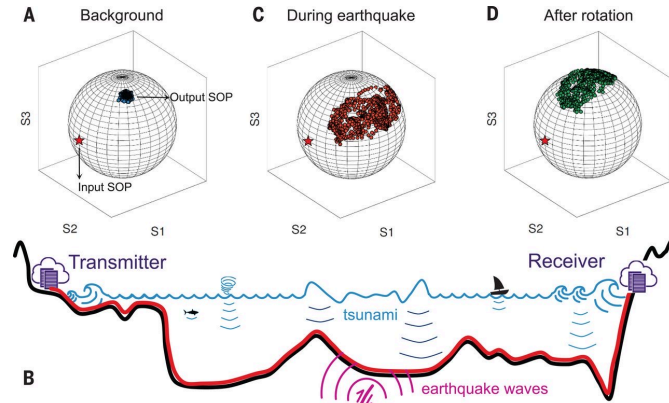 A
Background
C
During earthquake
D
After rotation
Output SOP
Input SOP
S3
S2
S1
S3
S2
S1
S3
S2
S1
Transmitter
Receiver
tsunami
B
earthquake waves